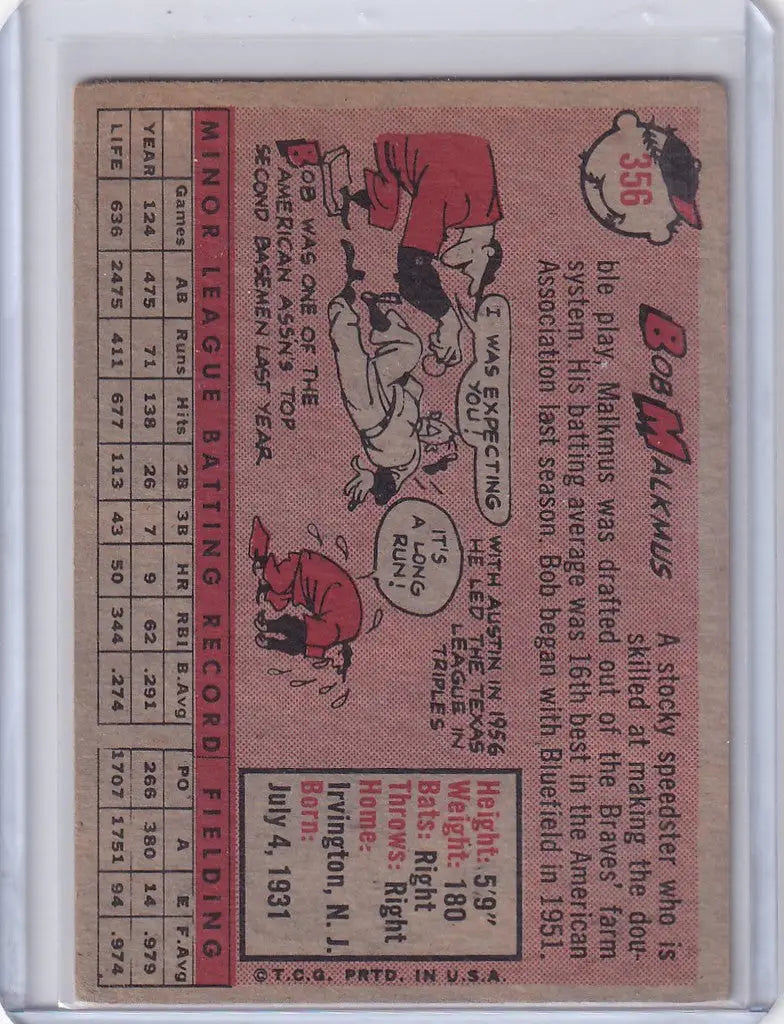 356
BOB MALKMUS
A stocky speedster who is
skilled at making the dou-
ble play, Malkmus was drafted out of the Braves' farm
system. His batting average was 16th best in the American
Association last season. Bob began with Bluefield in 1951.
I WAS EXPECTING
YOU!
BOB WAS ONE OF THE
AMERICAN ASSN'S TOP
SECOND BASEMEN LAST YEAR
WITH AUSTIN IN 1956
HE LED THE TEXAS
LEAGUE IN
TRIPLES
IT'S
A LONG
RUN!
Height: 5'9"
Weight: 180
Bats: Right
Throws: Right
Home:
Irvington, N. J.
Born:
July 4, 1931
©T.C.G. PRTD. IN U.S.A.
MINOR LEAGUE BATTING RECORD FIELDING
Games AB Runs Hits 2B 3B HR RBI B.Avg PO A E F.Avg
YEAR 124 475 71 138 26 7 9 62 .291 266 380 14 .979
LIFE 636 2475 411 677 113 43 50 344 .274 1707 1751 94 .974